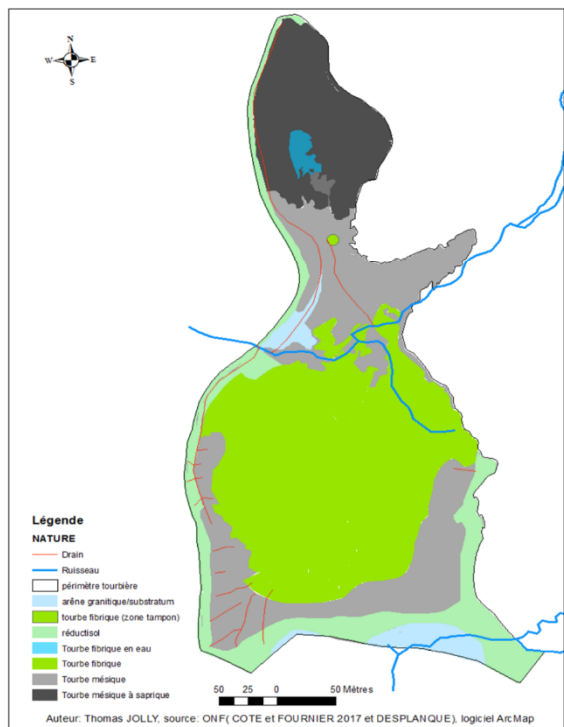 N
W E
S
Légende
NATURE
Drain
Ruisseau
périmètre tourbière
arêne granitique/substratum
tourbe fibrique (zone tampon)
réductisol
Tourbe fibrique en eau
Tourbe fibrique
Tourbe mésique
Tourbe mésique à saprique
50 25 0 50 Mètres
Auteur: Thomas JOLLY, source: ONF( COTE et FOURNIER 2017 et DESPLANQUE), logiciel ArcMap